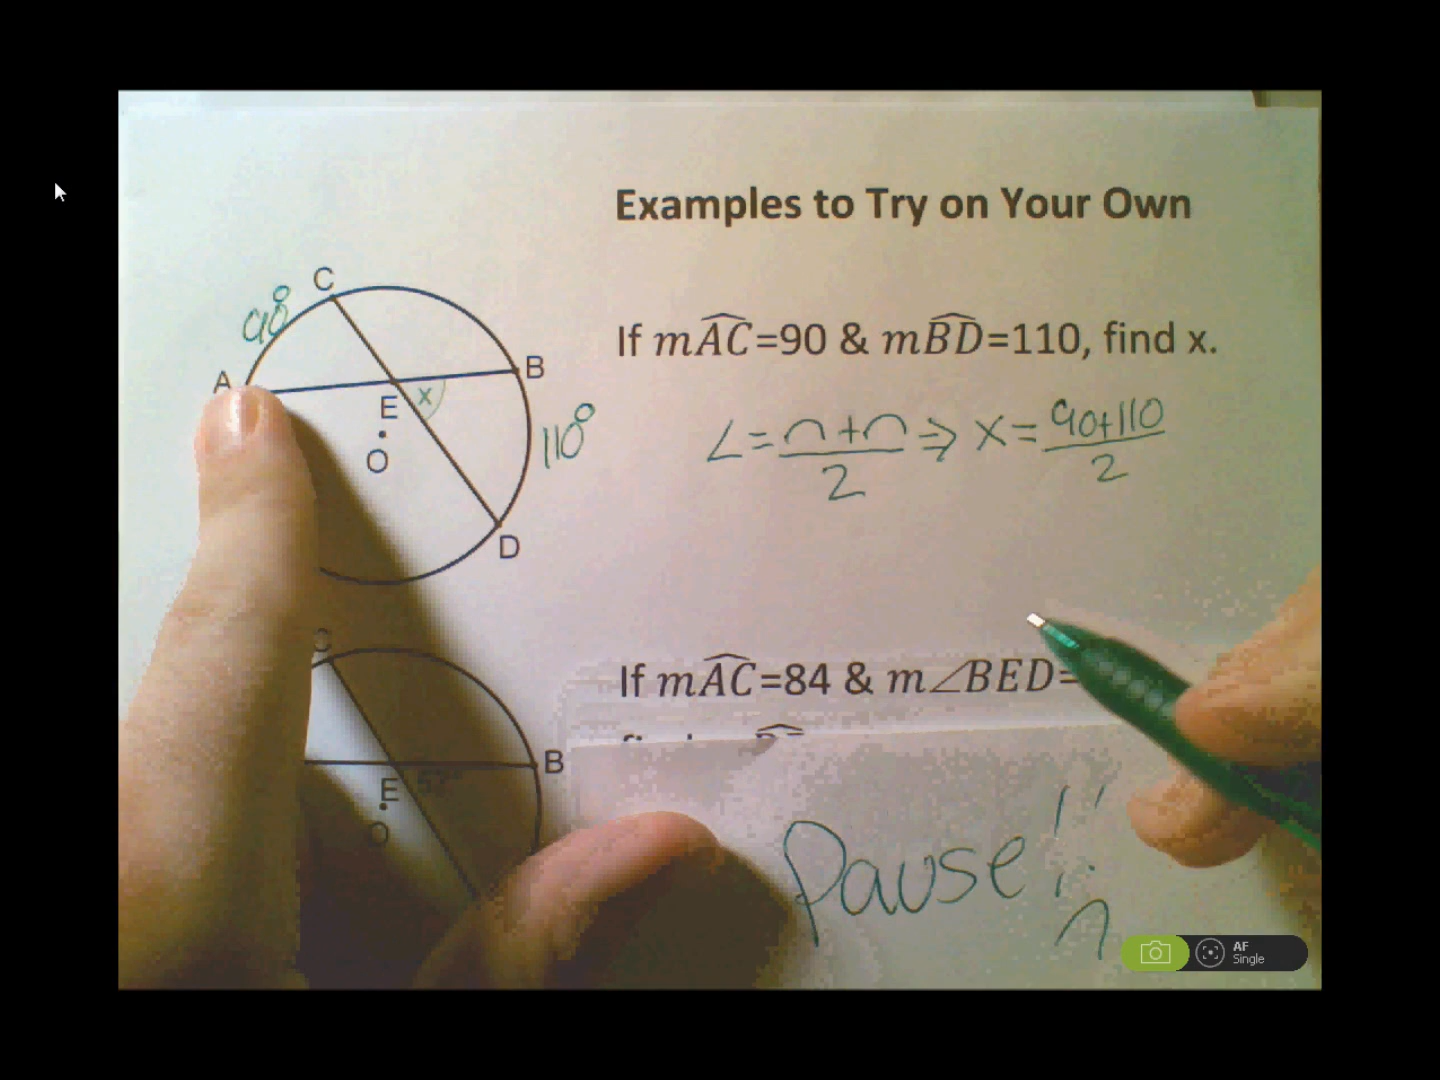 Examples to Try on Your Own
C
90°
If mAC=90 & mBD=110, find x.
A
B
E
x
110°
O
∠=⌒+⌒/2 ⇒ x=90+110/2
D
If mAC=84 & m∠BED=
B
E
O
Pause!!
AF
Single